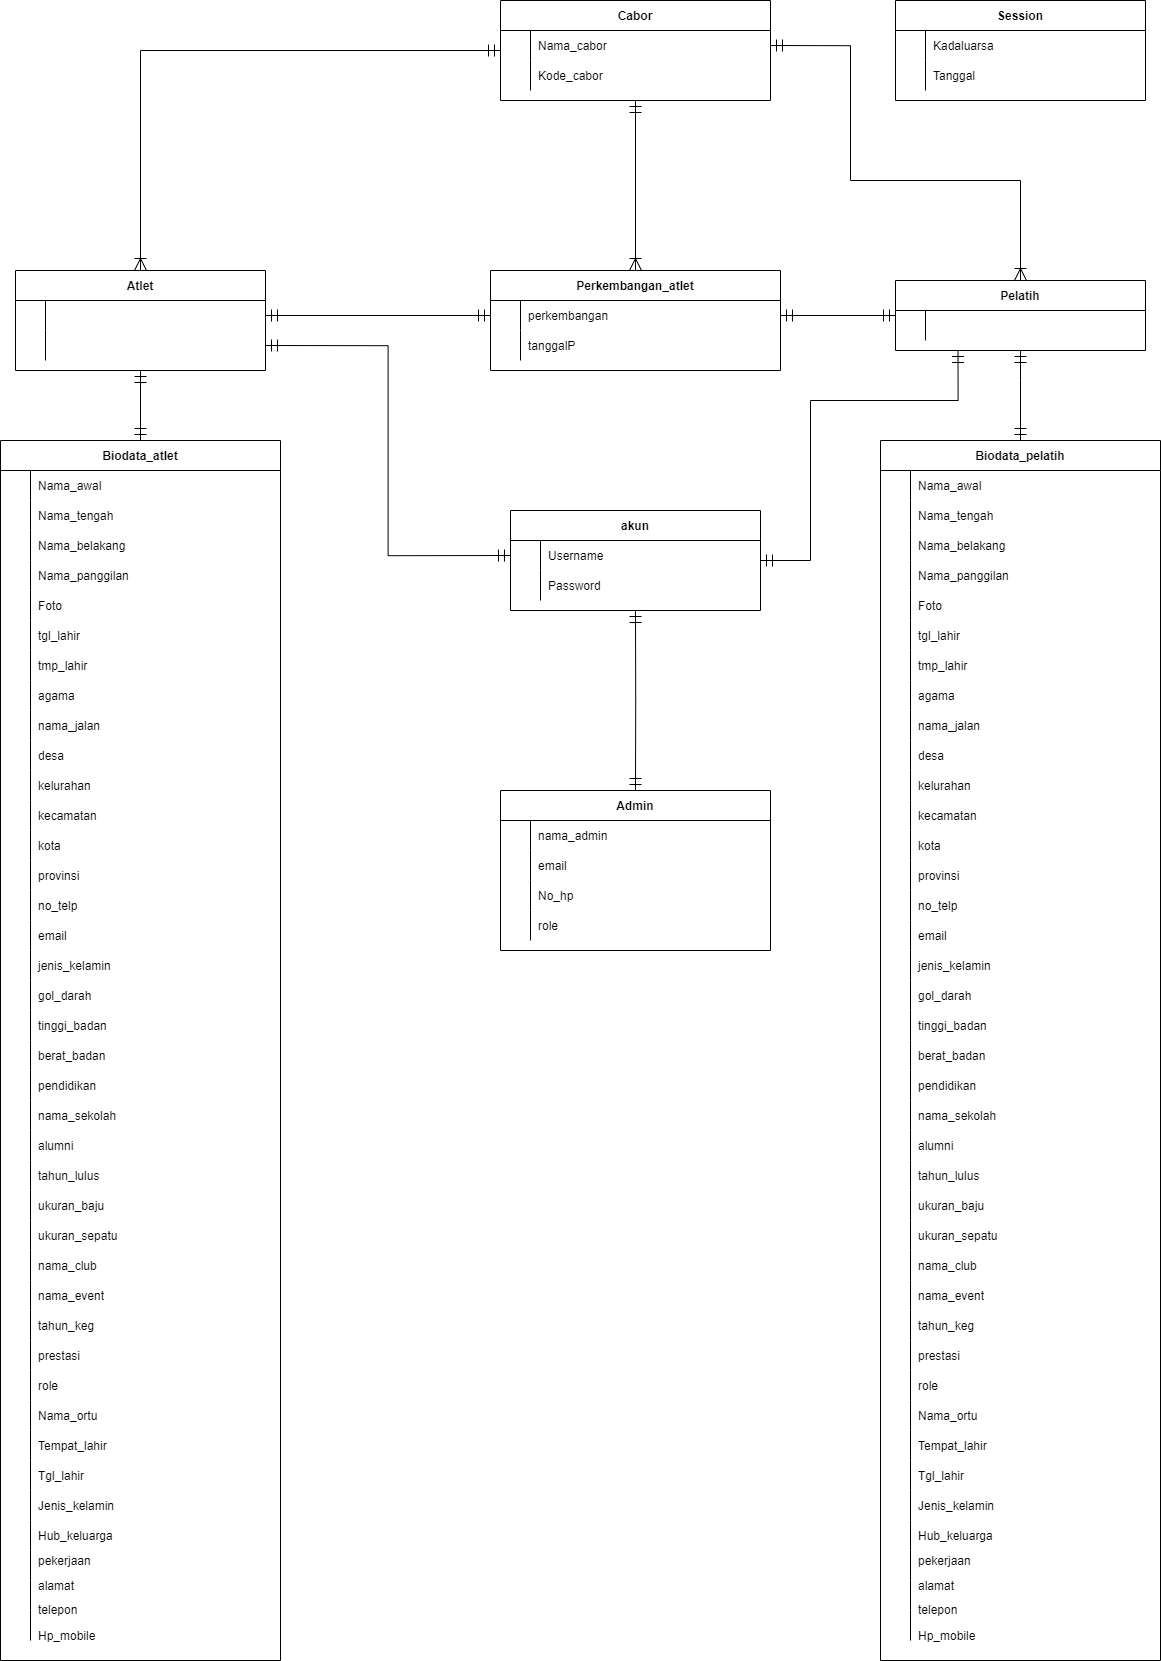 Cabor
Nama_cabor
Kode_cabor
Session
Kadaluarsa
Tanggal
Atlet
Perkembangan_atlet
perkembangan
tanggalP
Pelatih
Biodata_atlet
Nama_awal
Nama_tengah
Nama_belakang
Nama_panggilan
Foto
tgl_lahir
tmp_lahir
agama
nama_jalan
desa
kelurahan
kecamatan
kota
provinsi
no_telp
email
jenis_kelamin
gol_darah
tinggi_badan
berat_badan
pendidikan
nama_sekolah
alumni
tahun_lulus
ukuran_baju
ukuran_sepatu
nama_club
nama_event
tahun_keg
prestasi
role
Nama_ortu
Tempat_lahir
Tgl_lahir
Jenis_kelamin
Hub_keluarga
pekerjaan
alamat
telepon
Hp_mobile
akun
Username
Password
Admin
nama_admin
email
No_hp
role
Biodata_pelatih
Nama_awal
Nama_tengah
Nama_belakang
Nama_panggilan
Foto
tgl_lahir
tmp_lahir
agama
nama_jalan
desa
kelurahan
kecamatan
kota
provinsi
no_telp
email
jenis_kelamin
gol_darah
tinggi_badan
berat_badan
pendidikan
nama_sekolah
alumni
tahun_lulus
ukuran_baju
ukuran_sepatu
nama_club
nama_event
tahun_keg
prestasi
role
Nama_ortu
Tempat_lahir
Tgl_lahir
Jenis_kelamin
Hub_keluarga
pekerjaan
alamat
telepon
Hp_mobile